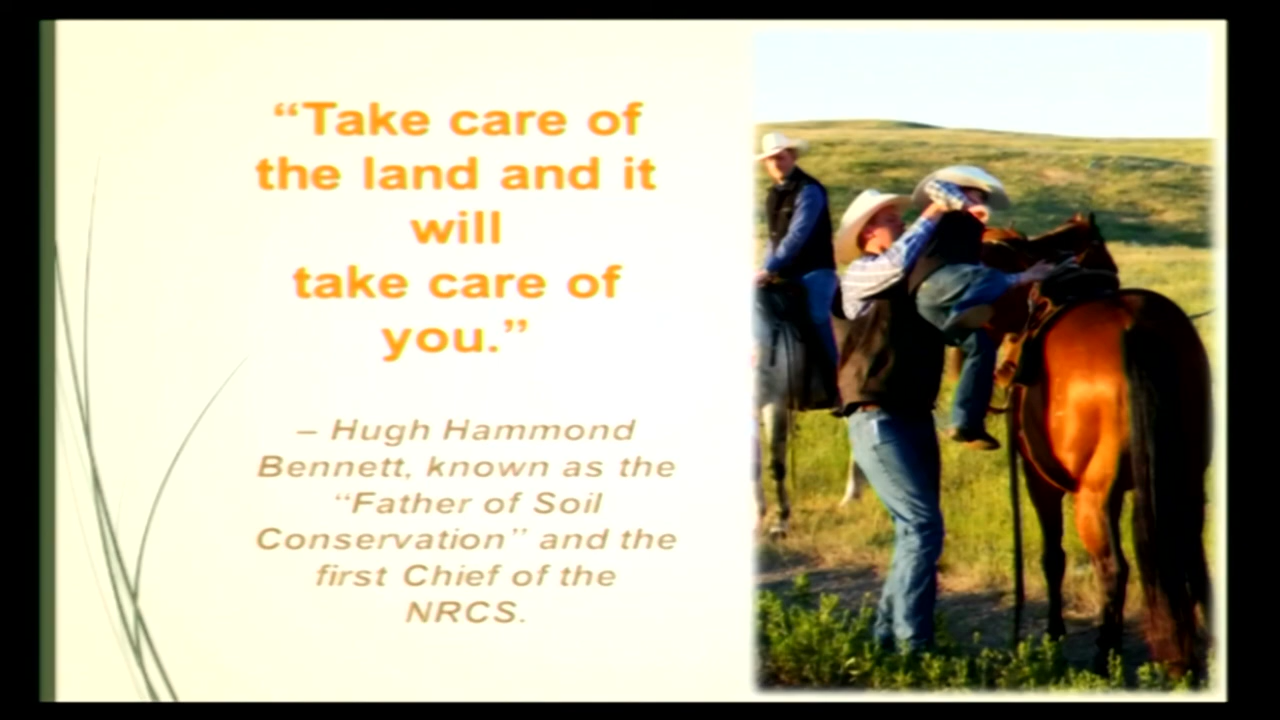 “Take care of
the land and it
will
take care of
you.”
– Hugh Hammond
Bennett, known as the
“Father of Soil
Conservation” and the
first Chief of the
NRCS.